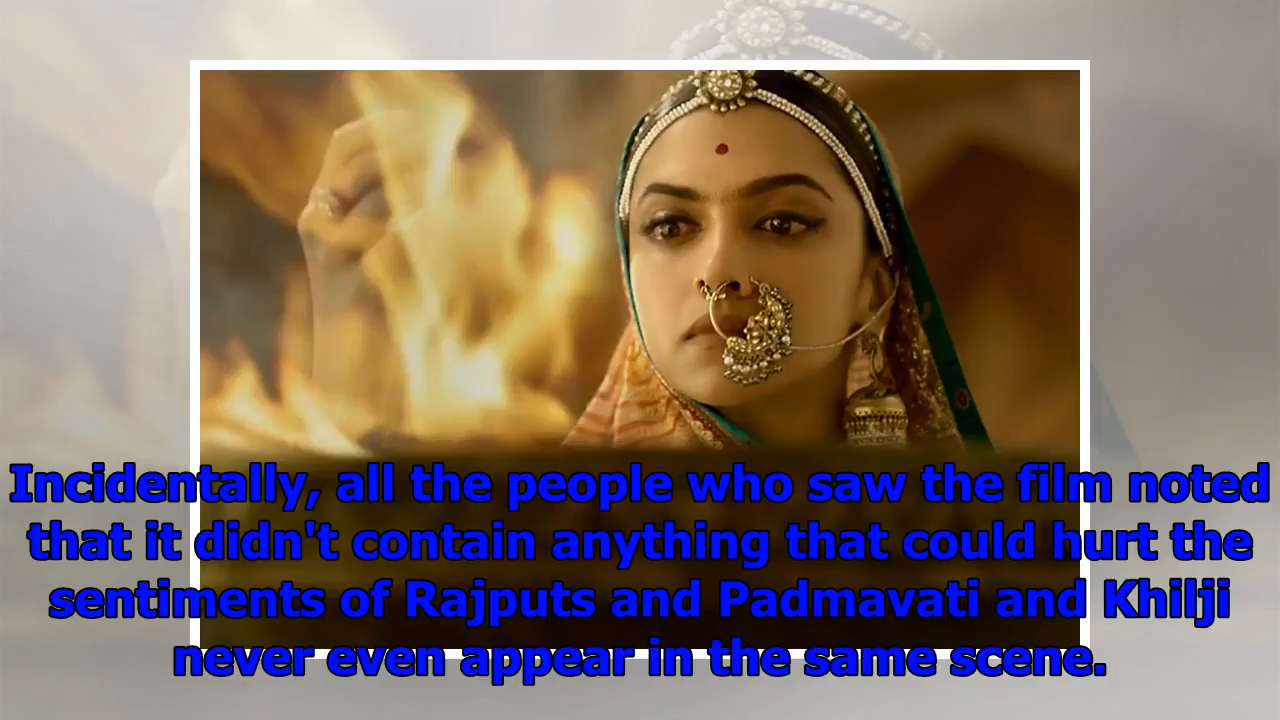 Incidentally, all the people who saw the film noted
that it didn't contain anything that could hurt the
sentiments of Rajputs and Padmavati and Khilji
never even appear in the same scene.